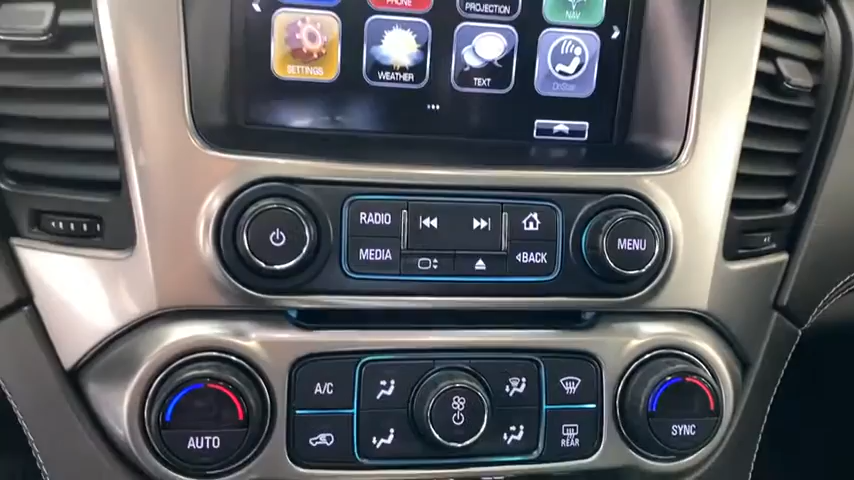 PHONE
PROJECTION
NAV
SETTINGS
WEATHER
TEXT
OnStar
RADIO
MEDIA
BACK
MENU
A/C
AUTO
REAR
SYNC